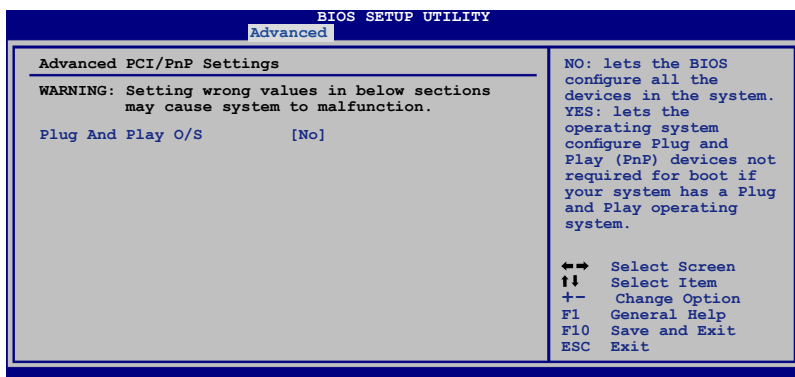 BIOS SETUP UTILITY
Advanced
Advanced PCI/PnP Settings
WARNING: Setting wrong values in below sections
may cause system to malfunction.
Plug And Play O/S [No]
NO: lets the BIOS
configure all the
devices in the system.
YES: lets the
operating system
configure Plug and
Play (PnP) devices not
required for boot if
your system has a Plug
and Play operating
system.
←→ Select Screen
↑↓ Select Item
+- Change Option
F1 General Help
F10 Save and Exit
ESC Exit